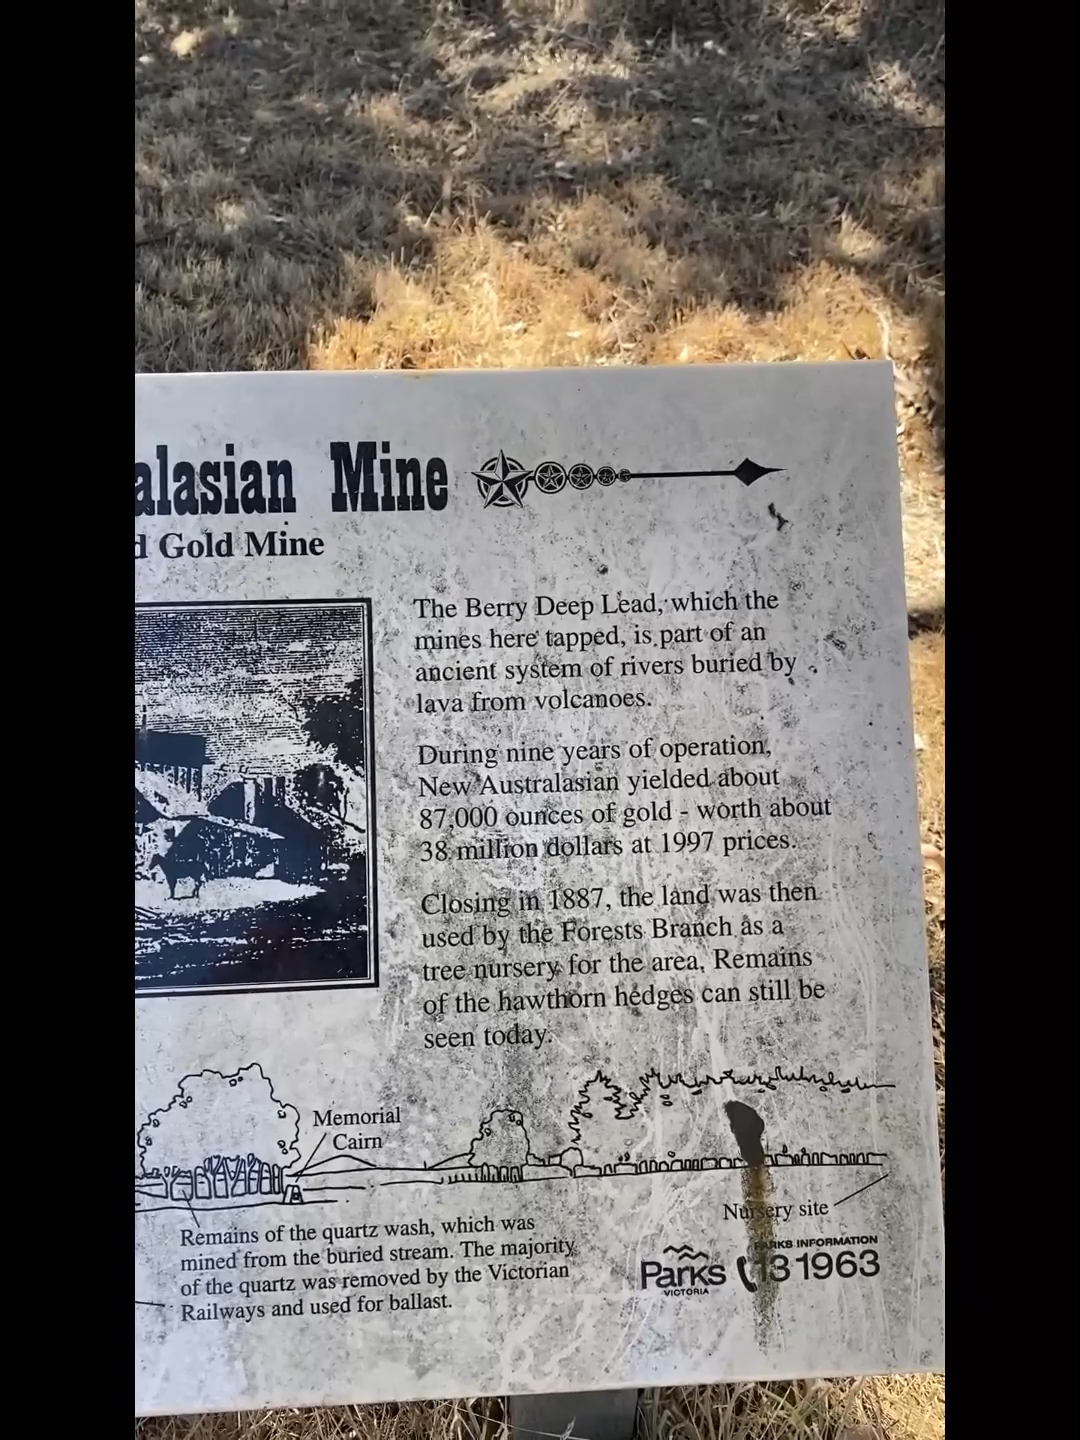 alasian Mine
d Gold Mine
The Berry Deep Lead, which the
mines here tapped, is part of an
ancient system of rivers buried by
lava from volcanoes.
During nine years of operation,
New Australasian yielded about
87,000 ounces of gold - worth about
38 million dollars at 1997 prices.
Closing in 1887, the land was then
used by the Forests Branch as a
tree nursery for the area, Remains
of the hawthorn hedges can still be
seen today.
Memorial
Cairn
Nursery site
Remains of the quartz wash, which was
mined from the buried stream. The majority
of the quartz was removed by the Victorian
Railways and used for ballast.
Parks
VICTORIA
PARKS INFORMATION
131963